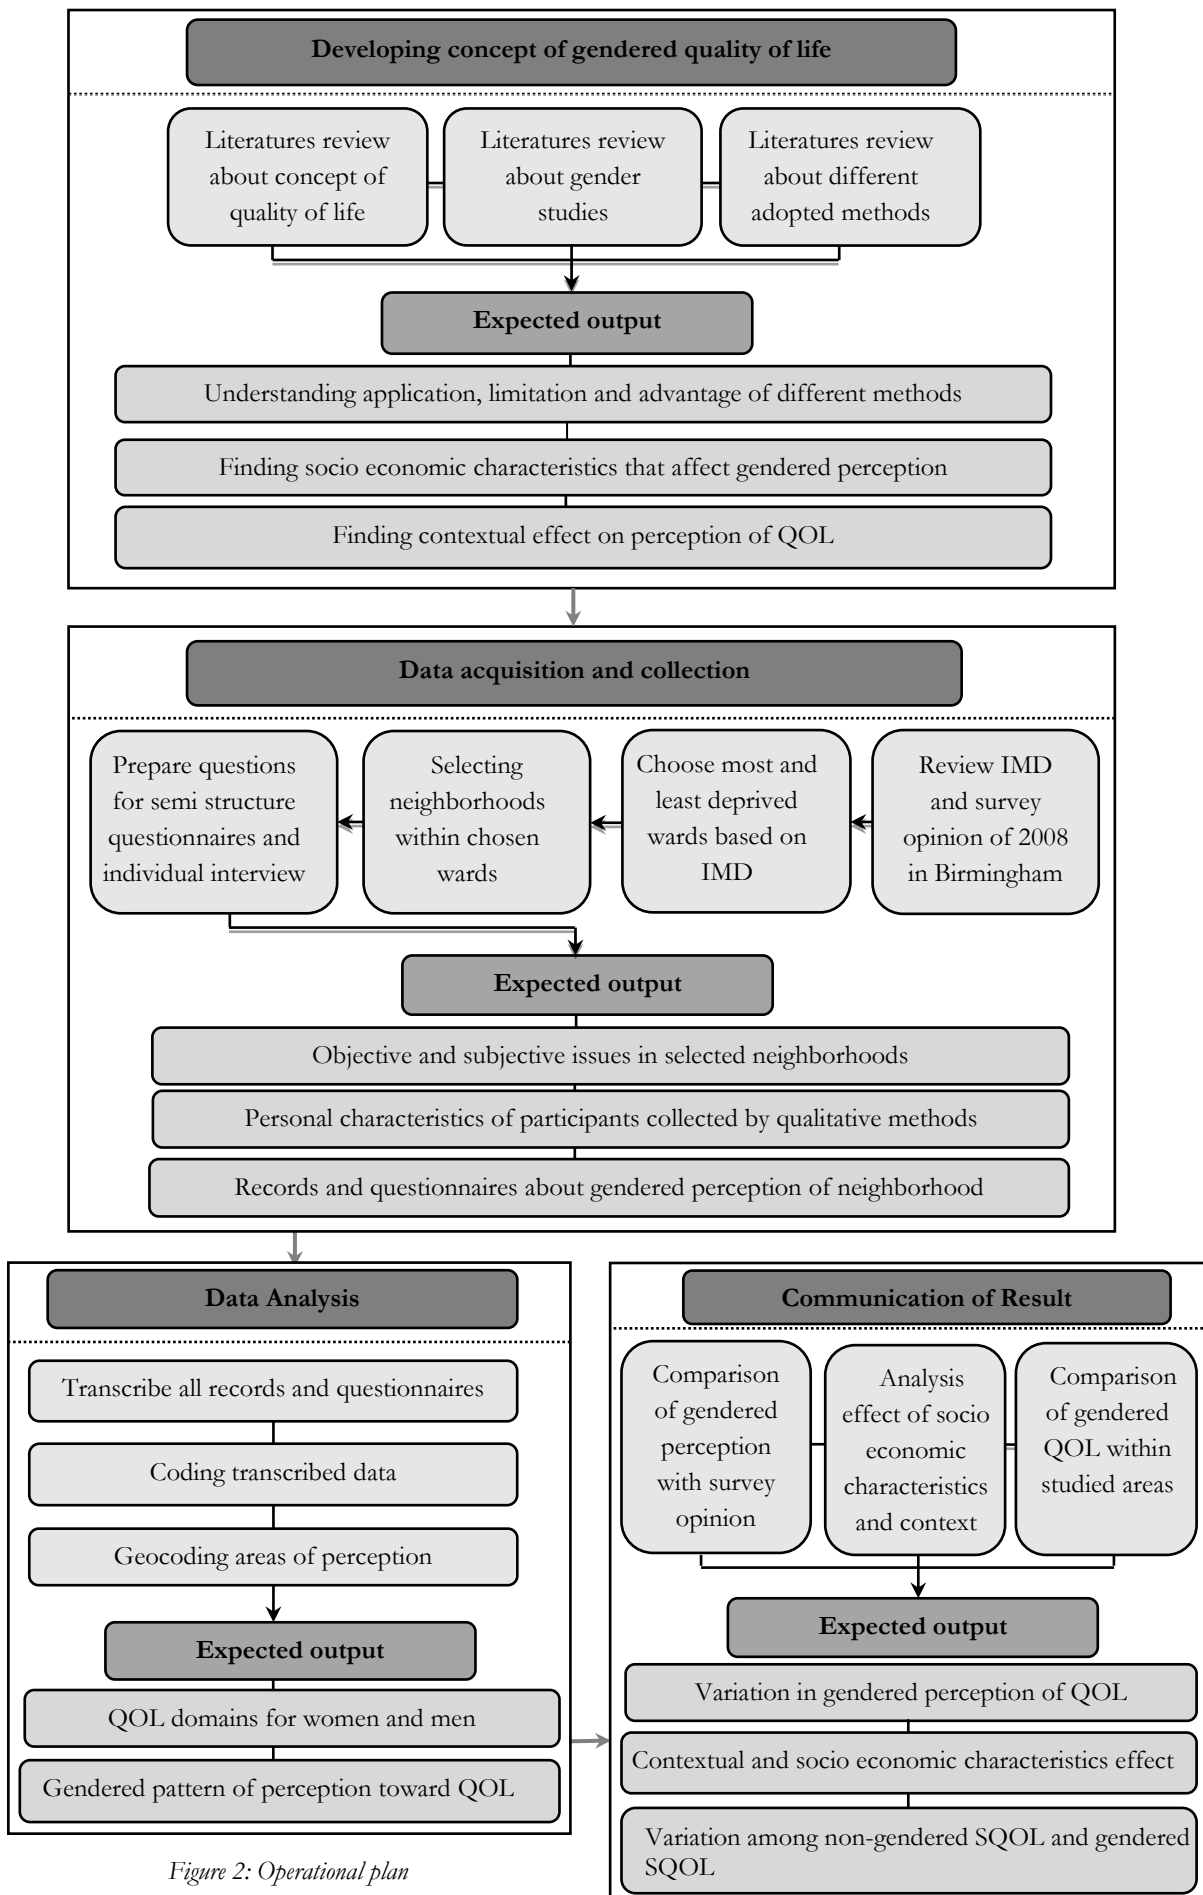 Developing concept of gendered quality of life
Literatures review
about concept of
quality of life
Literatures review
about gender
studies
Literatures review
about different
adopted methods
Expected output
Understanding application, limitation and advantage of different methods
Finding socio economic characteristics that affect gendered perception
Finding contextual effect on perception of QOL
Data acquisition and collection
Prepare questions
for semi structure
questionnaires and
individual interview
Selecting
neighborhoods
within chosen
wards
Choose most and
least deprived
wards based on
IMD
Review IMD
and survey
opinion of 2008
in Birmingham
Expected output
Objective and subjective issues in selected neighborhoods
Personal characteristics of participants collected by qualitative methods
Records and questionnaires about gendered perception of neighborhood
Data Analysis
Transcribe all records and questionnaires
Coding transcribed data
Geocoding areas of perception
Expected output
QOL domains for women and men
Gendered pattern of perception toward QOL
Communication of Result
Comparison
of gendered
perception
with survey
opinion
Analysis
effect of socio
economic
characteristics
and context
Comparison
of gendered
QOL within
studied areas
Expected output
Variation in gendered perception of QOL
Contextual and socio economic characteristics effect
Variation among non-gendered SQOL and gendered
SQOL
Figure 2: Operational plan